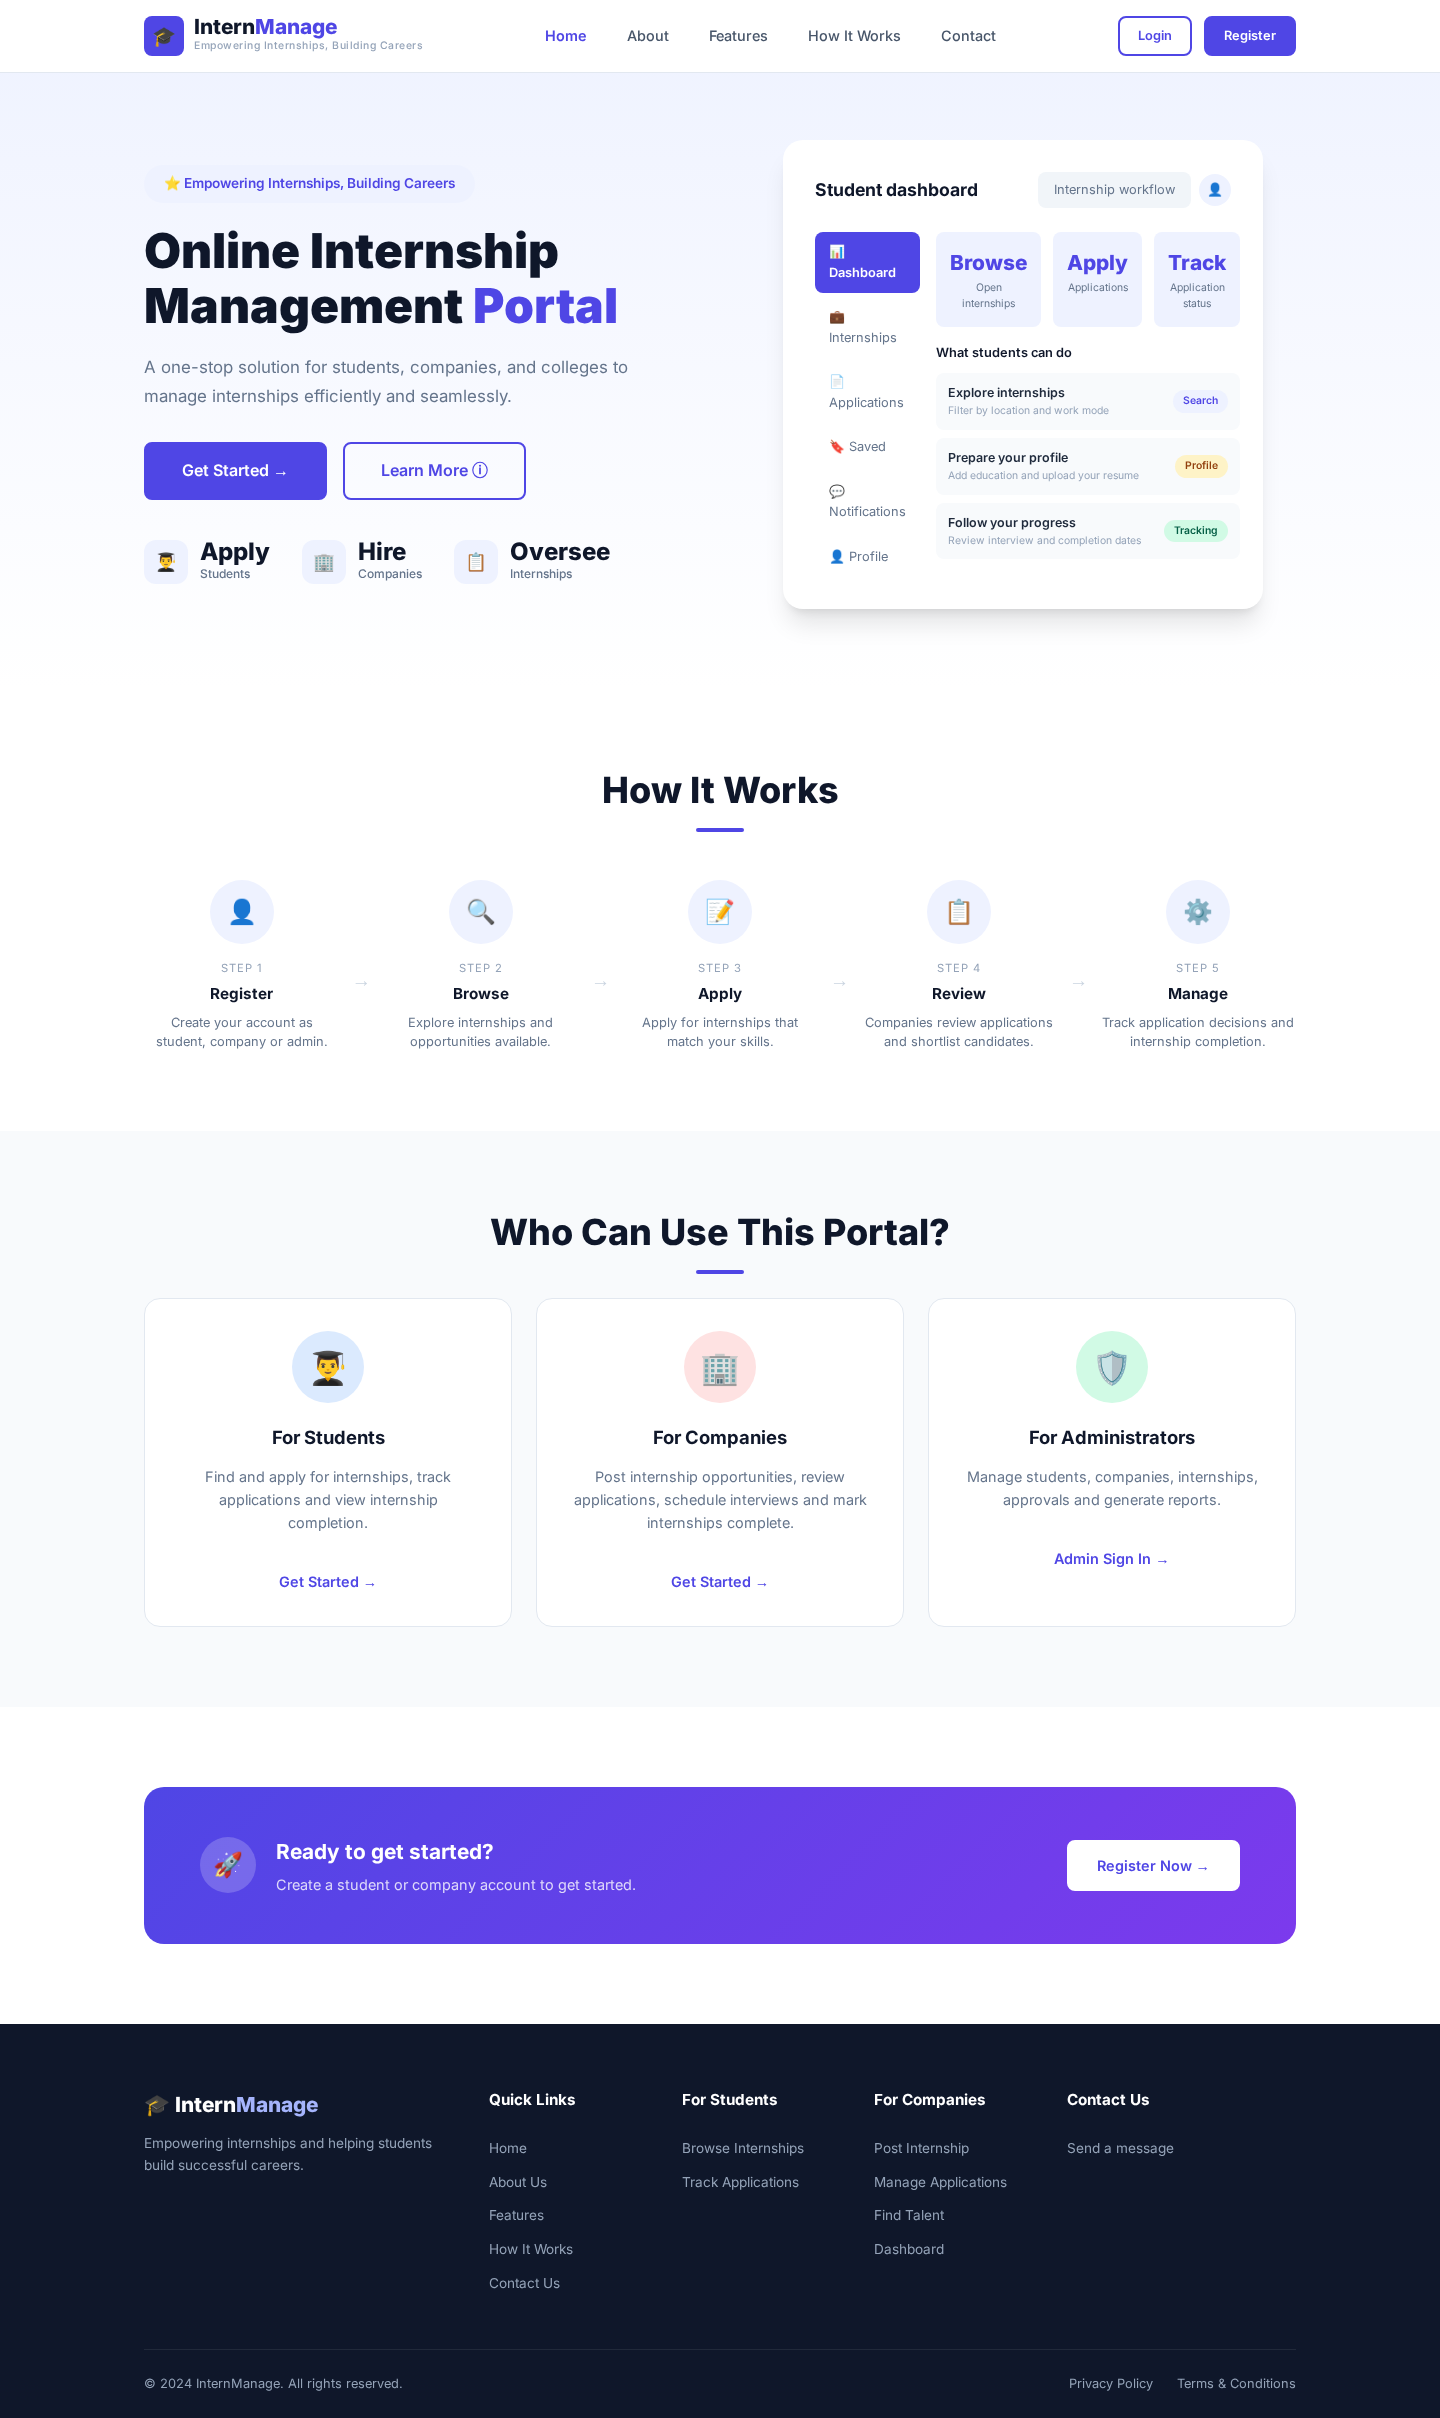 InternManage
Empowering Internships, Building Careers
Home
About
Features
How It Works
Contact
Login
Register
⭐ Empowering Internships, Building Careers
Online Internship
Management Portal
A one-stop solution for students, companies, and colleges to
manage internships efficiently and seamlessly.
Get Started →
Learn More ⓘ
Apply
Students
Hire
Companies
Oversee
Internships
Student dashboard
Internship workflow
Dashboard
Internships
Applications
Saved
Notifications
Profile
Browse
Open
internships
Apply
Applications
Track
Application
status
What students can do
Explore internships
Filter by location and work mode
Search
Prepare your profile
Add education and upload your resume
Profile
Follow your progress
Review interview and completion dates
Tracking
How It Works
STEP 1
Register
Create your account as
student, company or admin.
→
STEP 2
Browse
Explore internships and
opportunities available.
→
STEP 3
Apply
Apply for internships that
match your skills.
→
STEP 4
Review
Companies review applications
and shortlist candidates.
→
STEP 5
Manage
Track application decisions and
internship completion.
Who Can Use This Portal?
For Students
Find and apply for internships, track
applications and view internship
completion.
Get Started →
For Companies
Post internship opportunities, review
applications, schedule interviews and mark
internships complete.
Get Started →
For Administrators
Manage students, companies, internships,
approvals and generate reports.
Admin Sign In →
Ready to get started?
Create a student or company account to get started.
Register Now →
InternManage
Empowering internships and helping students
build successful careers.
Quick Links
Home
About Us
Features
How It Works
Contact Us
For Students
Browse Internships
Track Applications
For Companies
Post Internship
Manage Applications
Find Talent
Dashboard
Contact Us
Send a message
© 2024 InternManage. All rights reserved.
Privacy Policy
Terms & Conditions